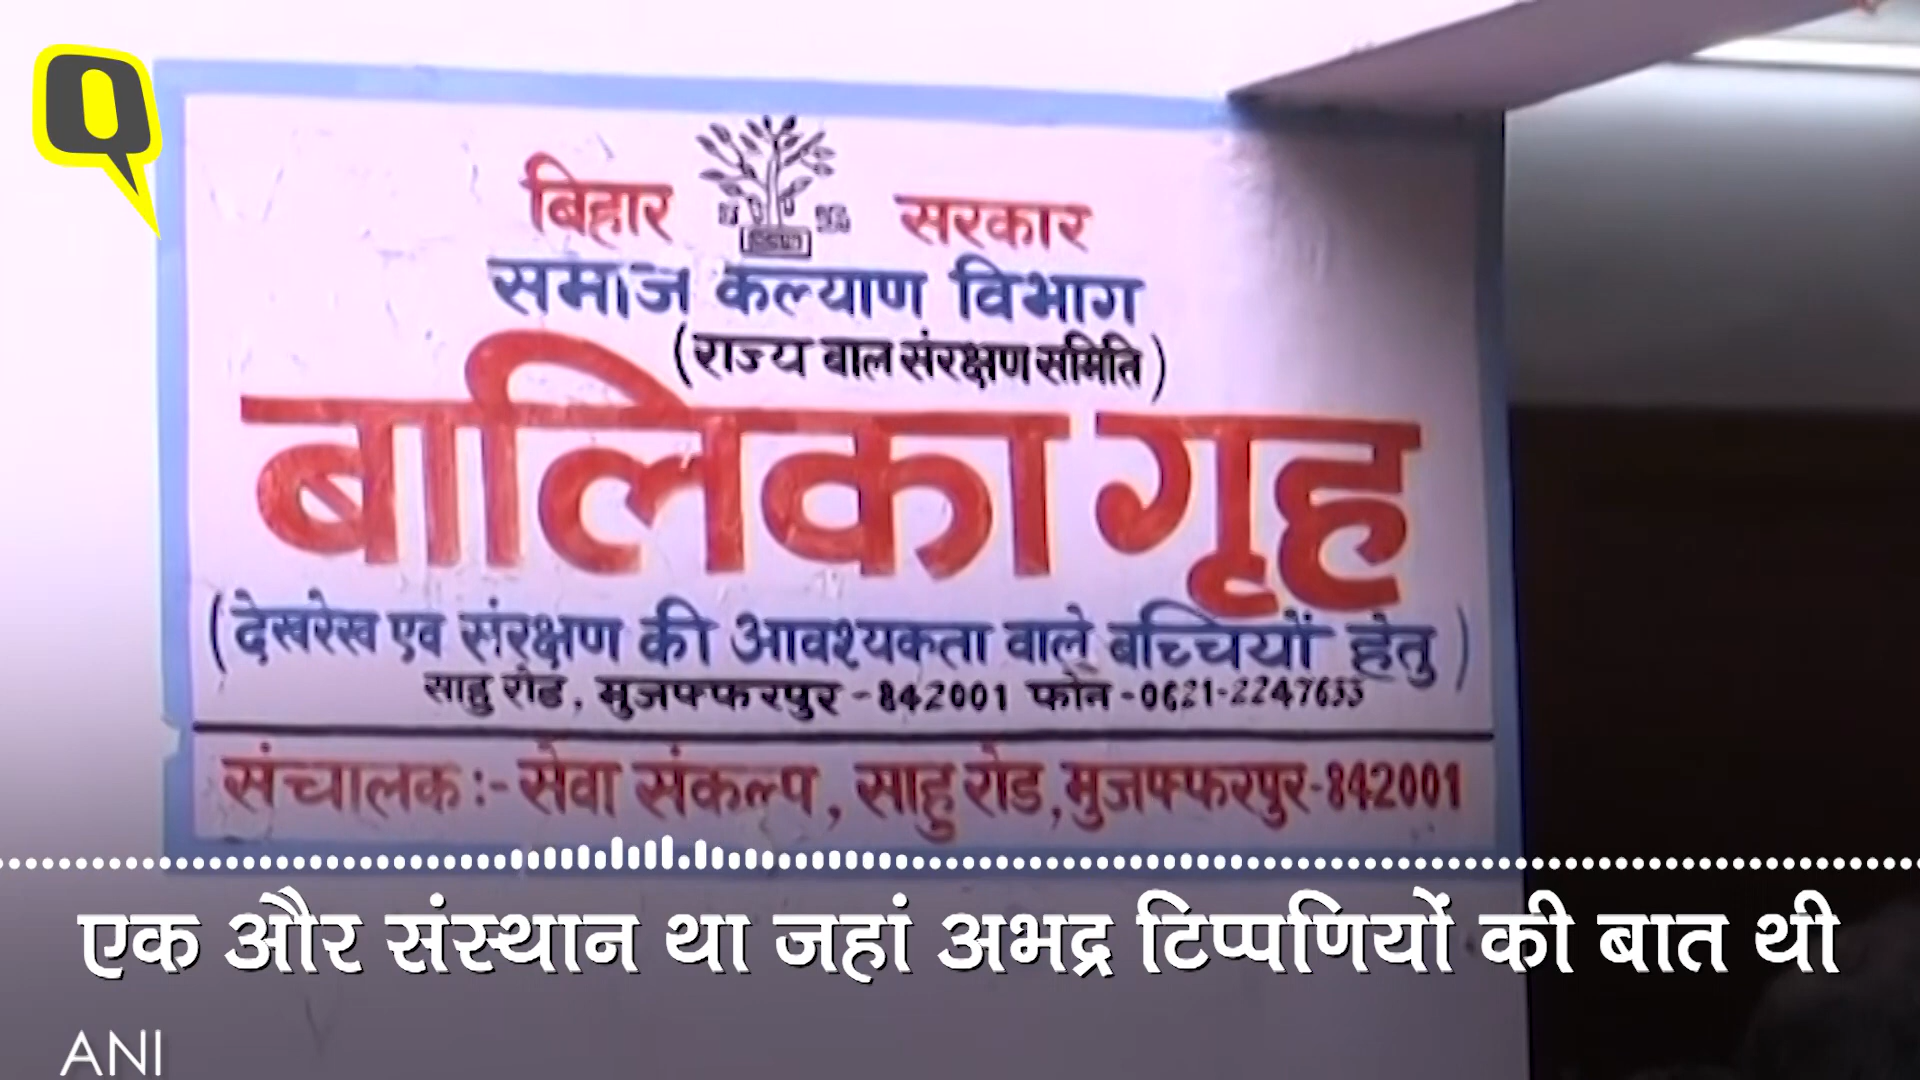 Q
बिहार सरकार
समाज कल्याण विभाग
(राज्य बाल संरक्षण समिति)
बालिका गृह
(देखरेख एवं संरक्षण की आवश्यकता वाले बच्चियों हेतु)
साहु रोड, मुजफ्फरपुर-842001 फोन-0621-2247633
संचालक:- सेवा संकल्प, साहु रोड, मुजफ्फरपुर-842001
एक और संस्थान था जहां अभद्र टिप्पणियों की बात थी
ANI